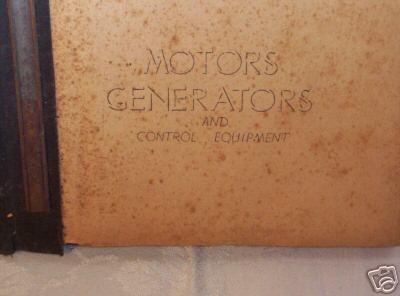 MOTORS
GENERATORS
AND
CONTROL EQUIPMENT